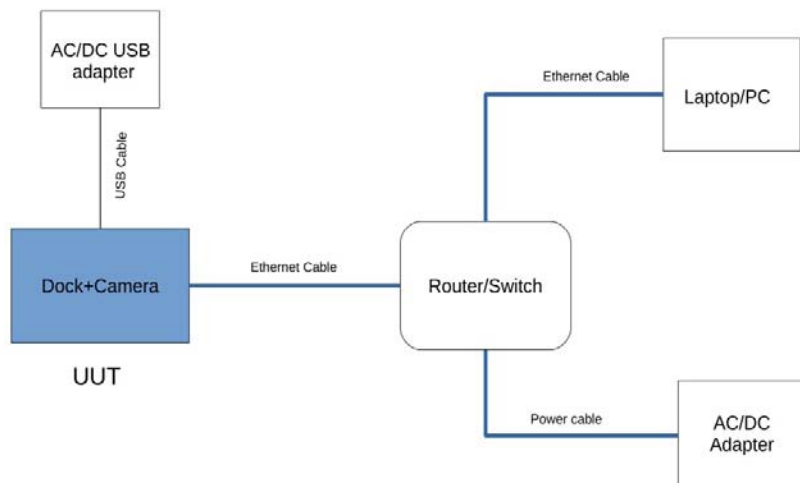 AC/DC USB
adapter
USB Cable
Dock+Camera
UUT
Ethernet Cable
Router/Switch
Ethernet Cable
Laptop/PC
Power cable
AC/DC
Adapter